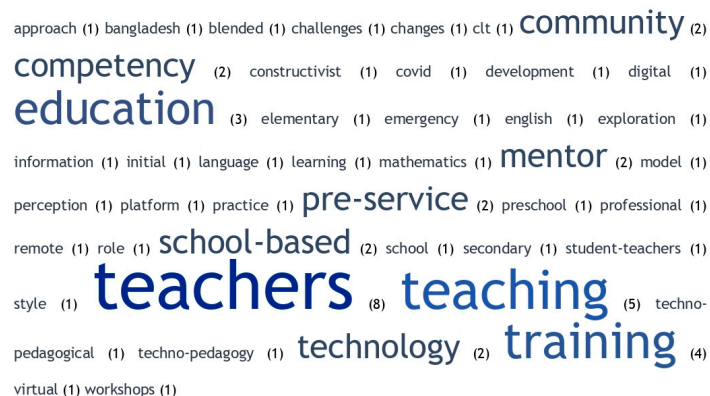 approach (1) bangladesh (1) blended (1) challenges (1) changes (1) clt (1) community (2)
competency (2) constructivist (1) covid (1) development (1) digital (1)
education (3) elementary (1) emergency (1) english (1) exploration (1)
information (1) initial (1) language (1) learning (1) mathematics (1) mentor (2) model (1)
perception (1) platform (1) practice (1) pre-service (2) preschool (1) professional (1)
remote (1) role (1) school-based (2) school (1) secondary (1) student-teachers (1)
style (1) teachers (8) teaching (5) techno-
pedagogical (1) techno-pedagogy (1) technology (2) training (4)
virtual (1) workshops (1)